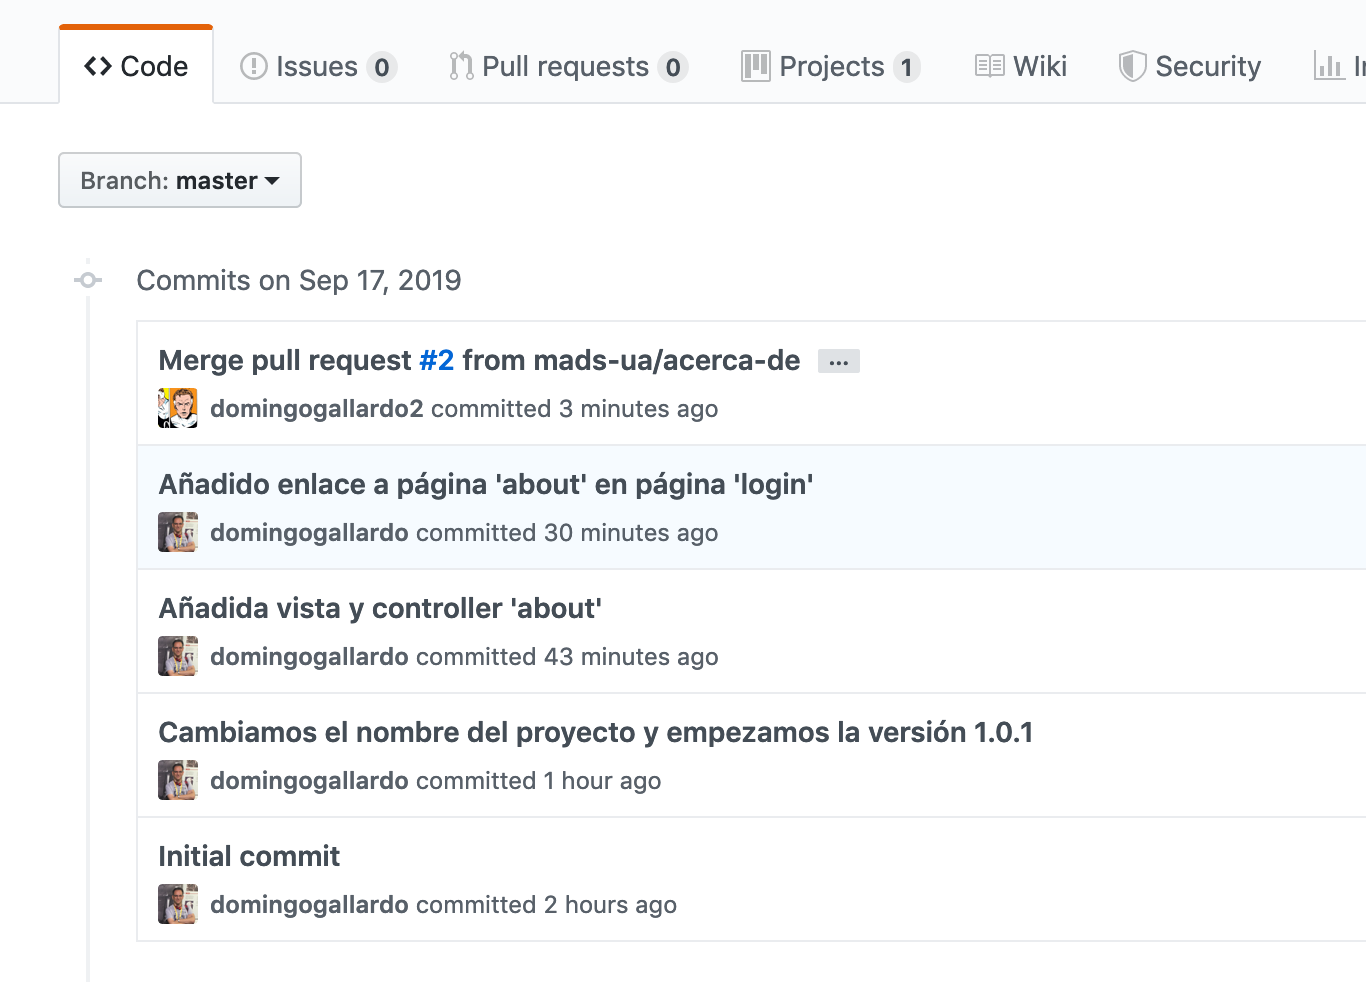 Code Issues 0 Pull requests 0 Projects 1 Wiki Security
Branch: master
Commits on Sep 17, 2019
Merge pull request #2 from mads-ua/acerca-de ...
domingogallardo2 committed 3 minutes ago
Añadido enlace a página 'about' en página 'login'
domingogallardo committed 30 minutes ago
Añadida vista y controller 'about'
domingogallardo committed 43 minutes ago
Cambiamos el nombre del proyecto y empezamos la versión 1.0.1
domingogallardo committed 1 hour ago
Initial commit
domingogallardo committed 2 hours ago